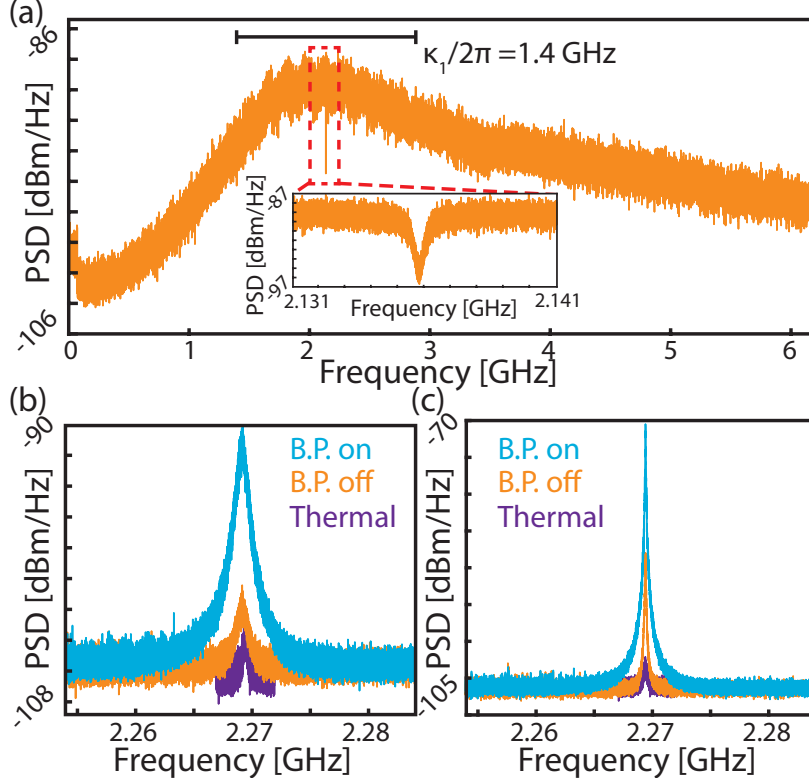 (a)
-86
κ₁/2π = 1.4 GHz
PSD [dBm/Hz]
-87
PSD [dBm/Hz]
-97
2.131 Frequency [GHz] 2.141
-106
0 1 2 3 4 5 6
Frequency [GHz]
(b)
-90
B.P. on
B.P. off
Thermal
PSD [dBm/Hz]
-108
2.26 2.27 2.28
Frequency [GHz]
(c)
-70
B.P. on
B.P. off
Thermal
PSD [dBm/Hz]
-105
2.26 2.27 2.28
Frequency [GHz]